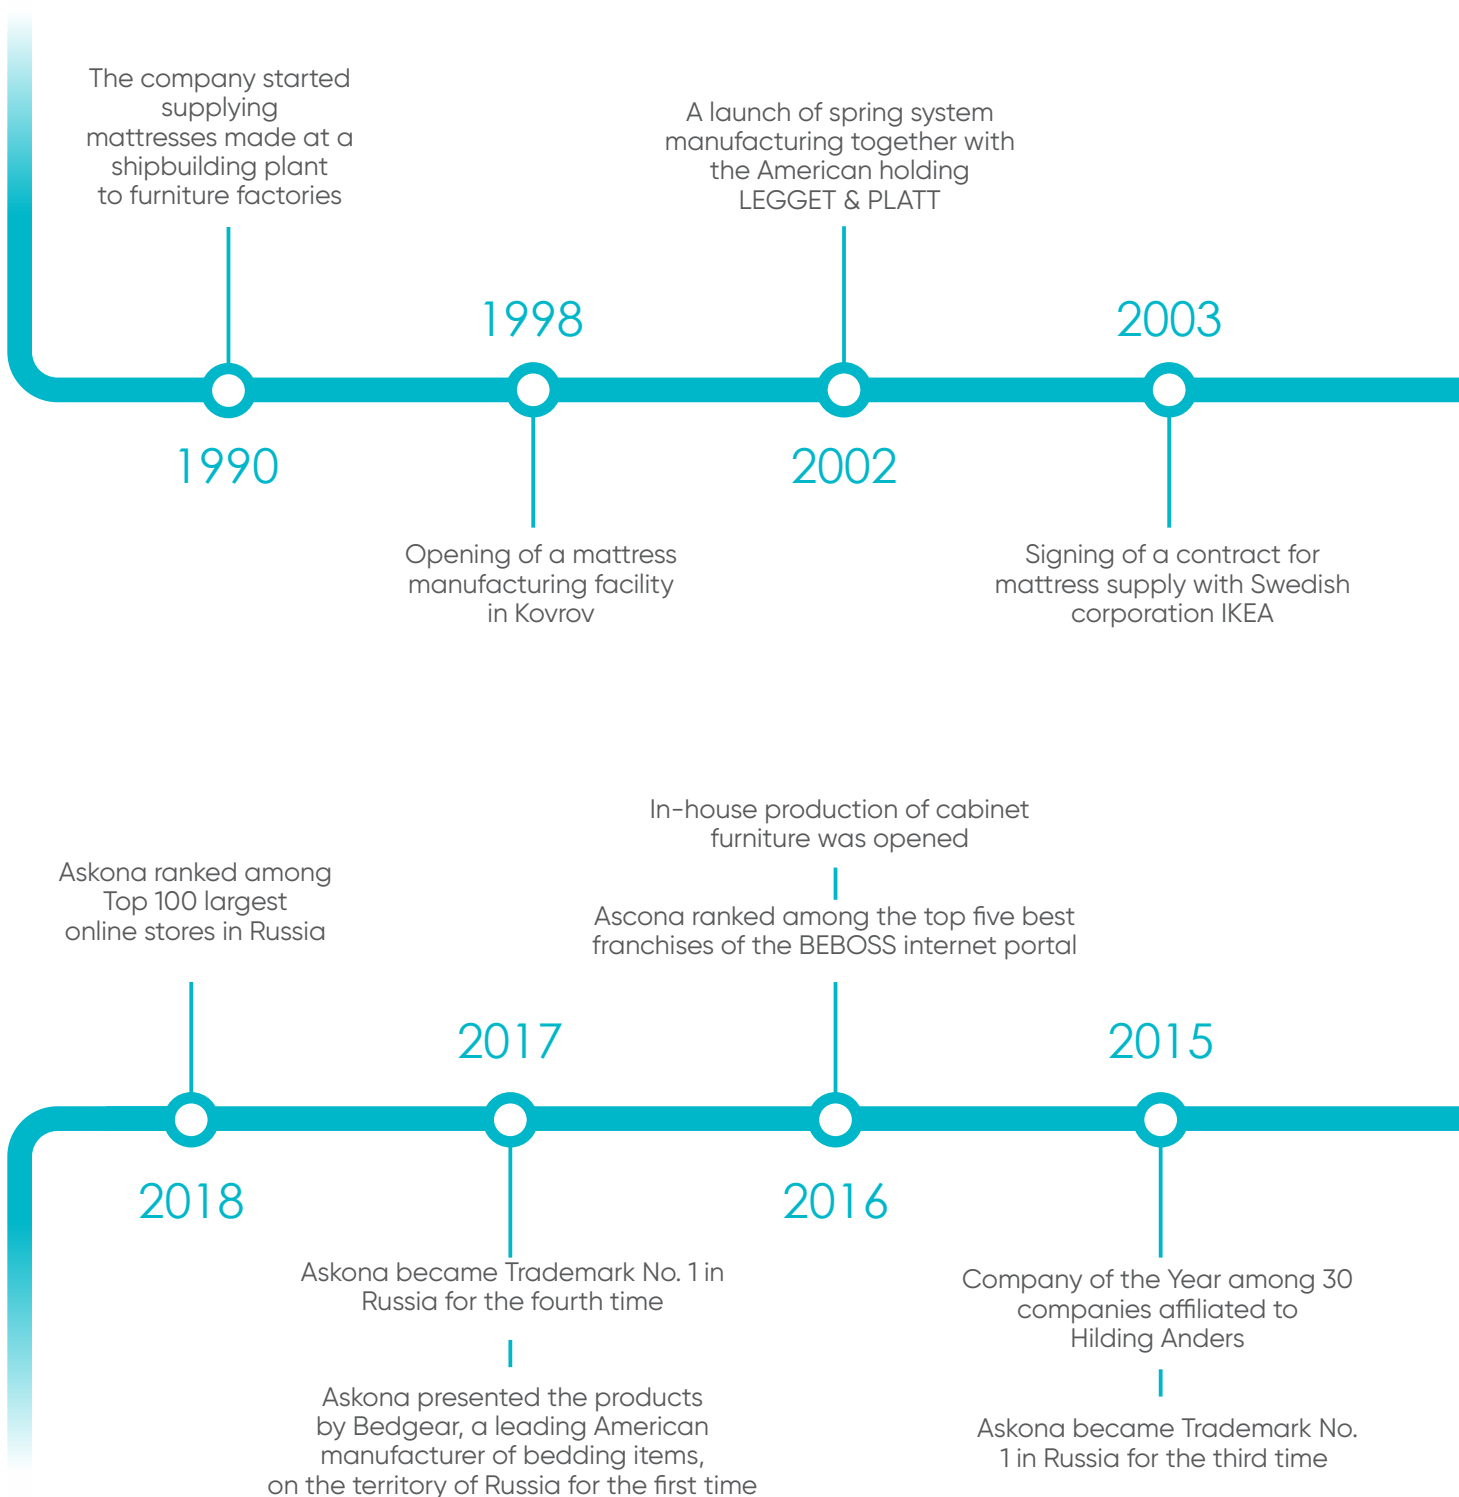 The company started
supplying
mattresses made at a
shipbuilding plant
to furniture factories
1990
1998
Opening of a mattress
manufacturing facility
in Kovrov
A launch of spring system
manufacturing together with
the American holding
LEGGET & PLATT
2002
2003
Signing of a contract for
mattress supply with Swedish
corporation IKEA
Askona ranked among
Top 100 largest
online stores in Russia
2018
2017
Askona became Trademark No. 1 in
Russia for the fourth time
Askona presented the products
by Bedgear, a leading American
manufacturer of bedding items,
on the territory of Russia for the first time
In-house production of cabinet
furniture was opened
Ascona ranked among the top five best
franchises of the BEBOSS internet portal
2016
2015
Company of the Year among 30
companies affiliated to
Hilding Anders
Askona became Trademark No.
1 in Russia for the third time